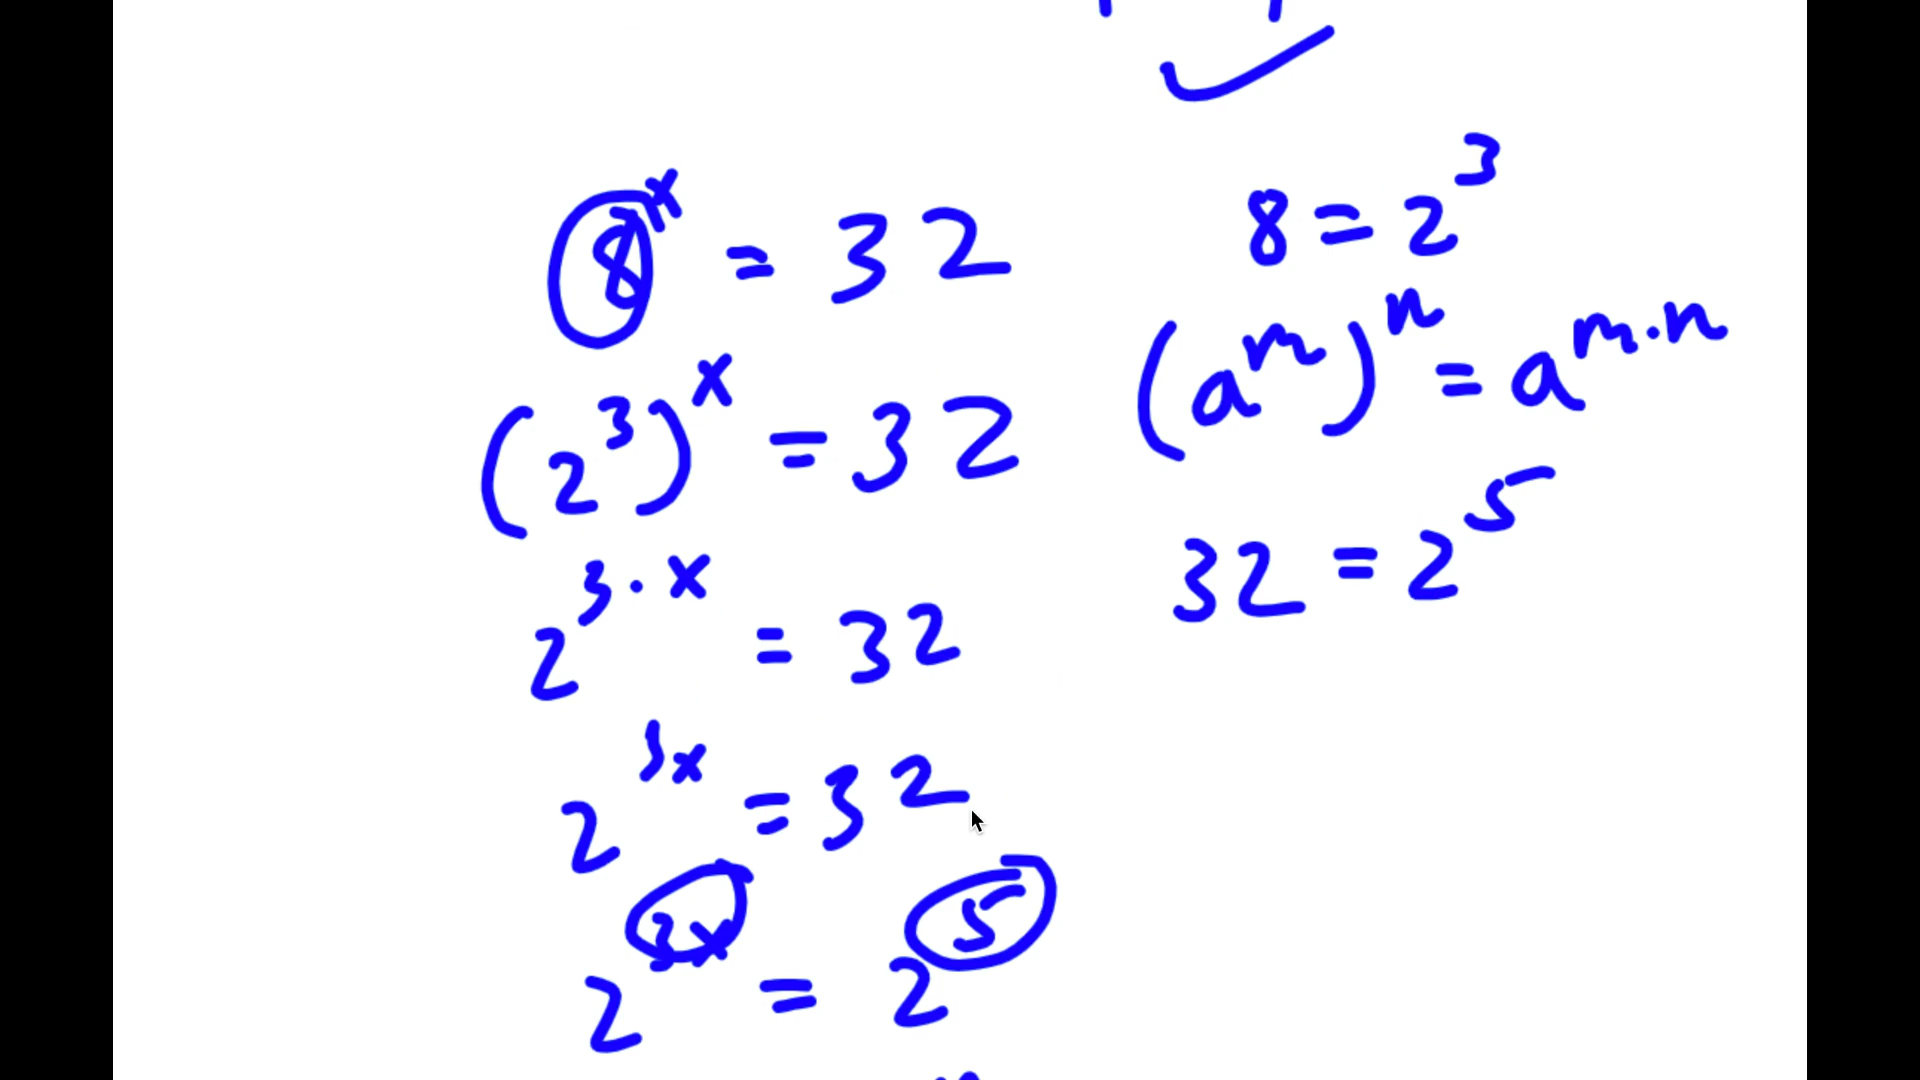 8^x = 32
(2^3)^x = 32
2^{3·x} = 32
2^{3x} = 32
2^{3x} = 2^5
8 = 2^3
(a^m)^n = a^{m·n}
32 = 2^5